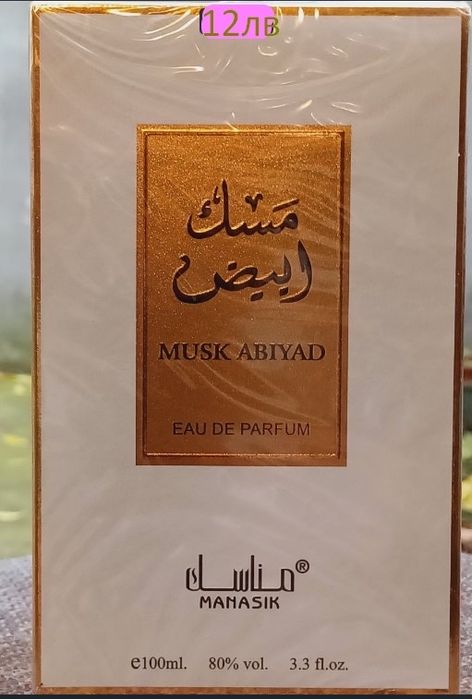 12лв
مسك
ابيض
MUSK ABIYAD
EAU DE PARFUM
مناسك®
MANASIK
e100ml. 80% vol. 3.3 fl.oz.